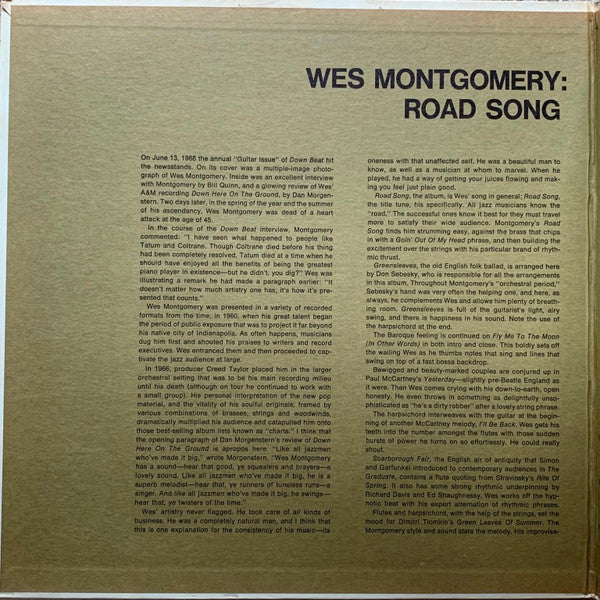 WES MONTGOMERY:
ROAD SONG
On June 13, 1968 the annual "Guitar Issue" of Down Beat hit
the newsstands. On its cover was a multiple-image photo-
graph of Wes Montgomery. Inside was an excellent interview
with Montgomery by Bill Quinn, and a glowing review of Wes'
A&M recording Down Here On The Ground, by Dan Morgen-
stern. Two days later, in the spring of the year and the summer
of his ascendancy, Wes Montgomery was dead of a heart
attack at the age of 45.
In the course of the Down Beat interview, Montgomery
commented: "I have seen what happened to people like
Tatum and Coltrane. Though Coltrane died before his thing
had been completely resolved, Tatum died at a time when he
should have enjoyed all the benefits of being the greatest
piano player in existence—but he didn't, you dig?" Wes was
illustrating a remark he had made a paragraph earlier: "It
doesn't matter how much artistry one has; it's how it's pre-
sented that counts."
Wes Montgomery was presented in a variety of recorded
formats from the time, in 1960, when his great talent began
the period of public exposure that was to project it far beyond
his native city of Indianapolis. As often happens, musicians
dug him first and shouted his praises to writers and record
executives. Wes entranced them and then proceeded to cap-
tivate the jazz audience at large.
In 1966, producer Creed Taylor placed him in the larger
orchestral setting that was to be his main recording milieu
until his death (although on tour he continued to work with
a small group). His personal interpretation of the new pop
material, and the vitality of his soulful originals, framed by
various combinations of brasses, strings and woodwinds,
dramatically multiplied his audience and catapulted him onto
those best-selling album lists known as "charts." I think that
the opening paragraph of Dan Morgenstern's review of Down
Here On The Ground is apropos here. "Like all jazzmen
who've made it big," wrote Morgenstern, "Wes Montgomery
has a sound—hear that, good, ye squealers and brayers—a
lovely sound. Like all jazzmen who've made it big, he is a
superb melodist—hear that, ye runners of tuneless runs—a
singer. And like all jazzmen who've made it big, he swings—
hear that, ye twisters of the time."
Wes' artistry never flagged. He took care of all kinds of
business. He was a completely natural man, and I think that
this is one explanation for the consistency of his music—its
oneness with that unaffected self. He was a beautiful man to
know, as well as a musician at whom to marvel. When he
played, he had a way of getting your juices flowing and mak-
ing you feel just plain good.
Road Song, the album, is Wes' song in general; Road Song,
the title tune, his specifically. All jazz musicians know the
"road." The successful ones know it best for they must travel
more to satisfy their wide audience. Montgomery's Road
Song finds him strumming easy, against the brass that chips
in with a Goin' Out Of My Head phrase, and then building the
excitement over the strings with his particular brand of rhyth-
mic thrust.
Greensleeves, the old English folk ballad, is arranged here
by Don Sebesky, who is responsible for all the arrangements
in this album. Throughout Montgomery's "orchestral period,"
Sebesky's hand was very often the helping one, and here, as
always, he complements Wes and allows him plenty of breath-
ing room. Greensleeves is full of the guitarist's light, airy
swing, and there is happiness in his sound. Note the use of
the harpsichord at the end.
The Baroque feeling is continued on Fly Me To The Moon
(In Other Words) in both intro and close. This boldly sets off
the wailing Wes as he thumbs notes that sing and lines that
swing on top of a fast bossa backdrop.
Bewigged and beauty-marked couples are conjured up in
Paul McCartney's Yesterday—slightly pre-Beatle England as
it were. Then Wes comes crying with his down-to-earth, open
honesty. He even throws in something as delightfully unso-
phisticated as "he's a dirty robber" after a lovely string phrase.
The harpsichord interweaves with the guitar at the begin-
ning of another McCartney melody, I'll Be Back. Wes gets his
teeth into the number amongst the flutes with those sudden
bursts of power he turns on so effortlessly. He could really
shout.
Scarborough Fair, the English air of antiquity that Simon
and Garfunkel introduced to contemporary audiences in The
Graduate, contains a flute quoting from Stravinsky's Rite Of
Spring. It also has some strong rhythmic underpinning by
Richard Davis and Ed Shaughnessy. Wes works off the hyp-
notic beat with his expert alternation of rhythmic phrases.
Flutes and harpsichord, with the help of the strings, set the
mood for Dimitri Tiomkin's Green Leaves Of Summer. The
Montgomery style and sound state the melody. His improvisa-